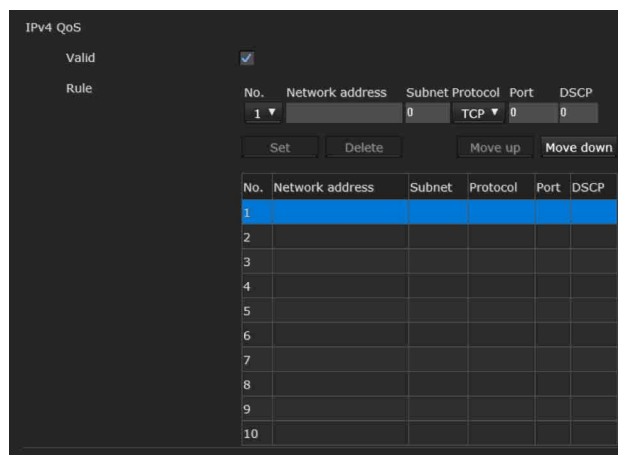 IPv4 QoS
Valid
Rule
No. Network address Subnet Protocol Port DSCP
1 0 TCP 0 0
Set Delete Move up Move down
No. Network address Subnet Protocol Port DSCP
1
2
3
4
5
6
7
8
9
10